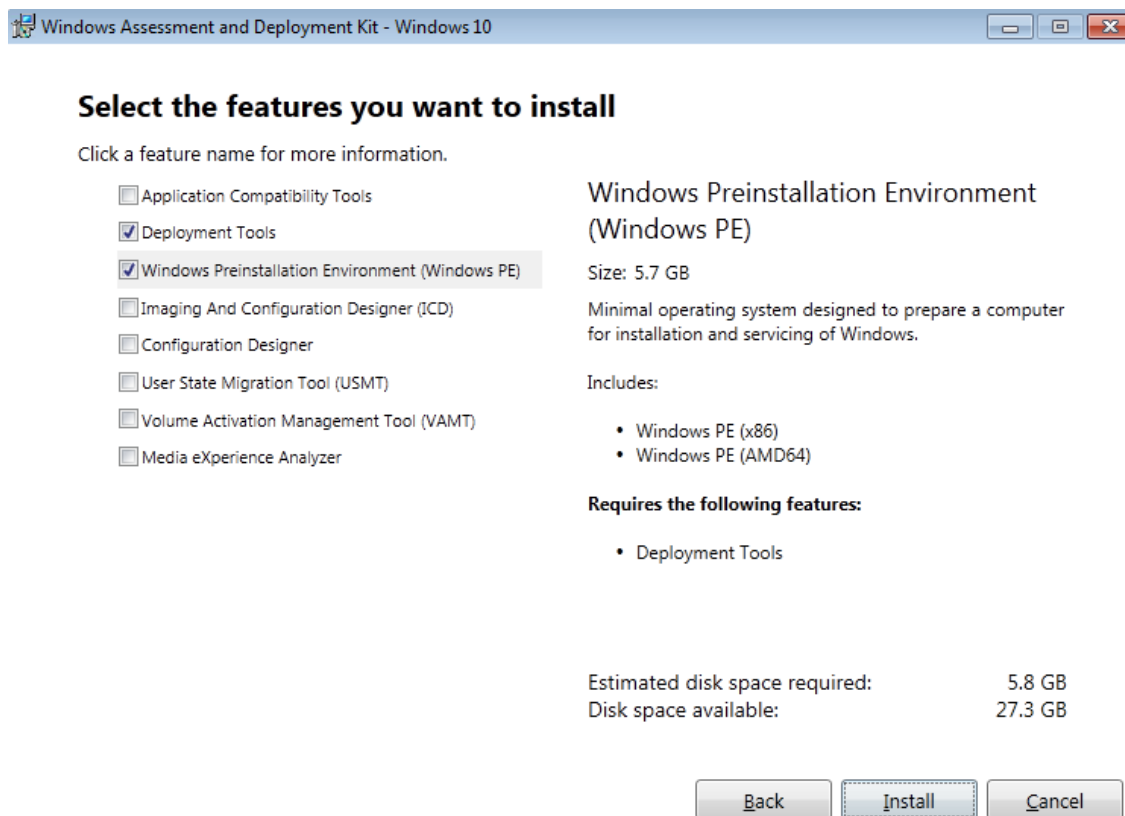 Windows Assessment and Deployment Kit - Windows 10
Select the features you want to install
Click a feature name for more information.
Application Compatibility Tools
Deployment Tools
Windows Preinstallation Environment (Windows PE)
Imaging And Configuration Designer (ICD)
Configuration Designer
User State Migration Tool (USMT)
Volume Activation Management Tool (VAMT)
Media eXperience Analyzer
Windows Preinstallation Environment
(Windows PE)
Size: 5.7 GB
Minimal operating system designed to prepare a computer
for installation and servicing of Windows.
Includes:
• Windows PE (x86)
• Windows PE (AMD64)
Requires the following features:
• Deployment Tools
Estimated disk space required: 5.8 GB
Disk space available: 27.3 GB
Back Install Cancel